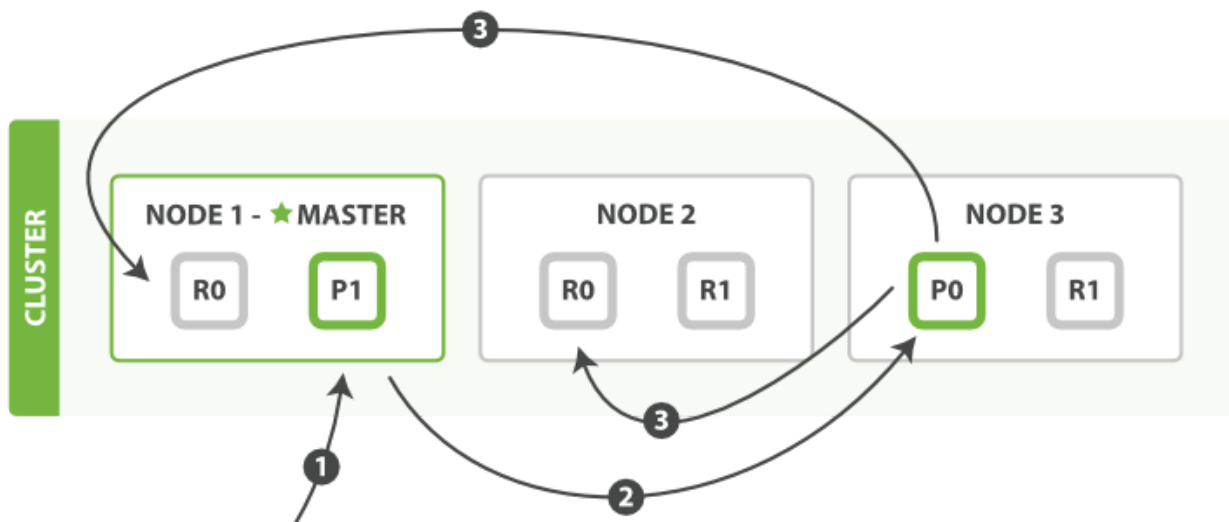 3
CLUSTER
NODE 1 - ★ MASTER
NODE 2
NODE 3
R0
P1
R0
R1
P0
R1
3
1
2